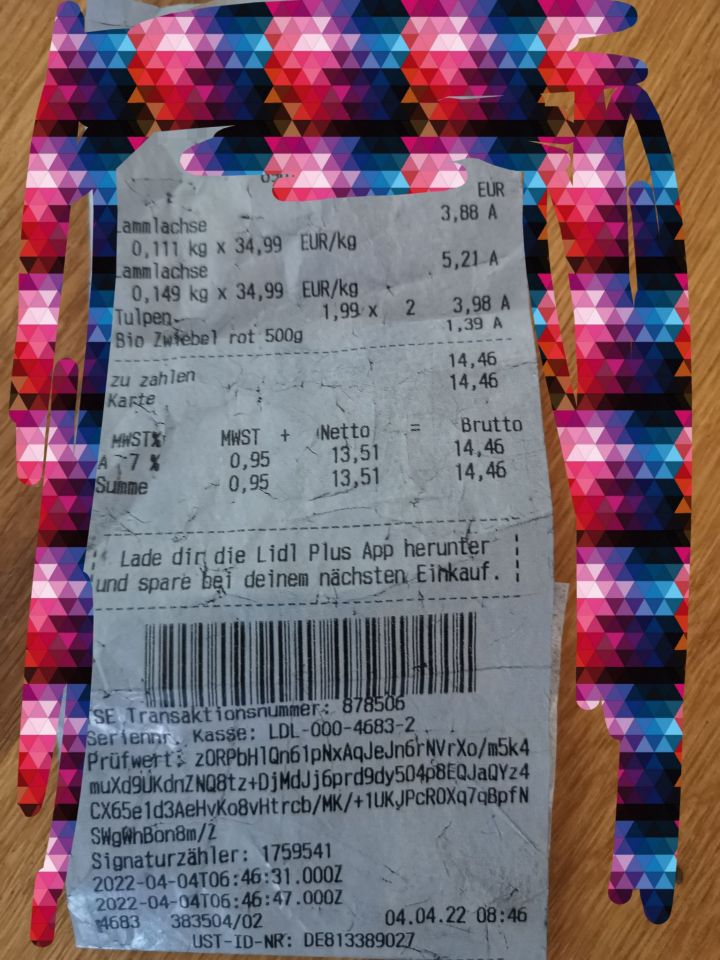 EUR
Lammlachse 3,88 A
0,111 kg x 34,99 EUR/kg
Lammlachse 5,21 A
0,149 kg x 34,99 EUR/kg
Tulpen 1,99 x 2 3,98 A
Bio Zwiebel rot 500g 1,39 A
zu zahlen 14,46
Karte 14,46
MWST% MWST + Netto = Brutto
A 7 % 0,95 13,51 14,46
Summe 0,95 13,51 14,46
Lade dir die Lidl Plus App herunter
und spare bei deinem nächsten Einkauf.
TSE Transaktionsnummer: 878506
Seriennr. Kasse: LDL-000-4683-2
Prüfwert: zORPbHlQn61pNxAqJeJn6rNVrXo/m5k4
muXd9UKdnZNQ8tz+DjMdJj6prd9dy5O4p8EQJaQYz4
CX65e1d3AeHvKo8vHtrcb/MK/+1UKJPcROXq7qBpfN
SWgWhBon8m/2
Signaturzähler: 1759541
2022-04-04T06:46:31.000Z
2022-04-04T06:46:47.000Z
4683 383504/02 04.04.22 08:46
UST-ID-NR: DE813389027